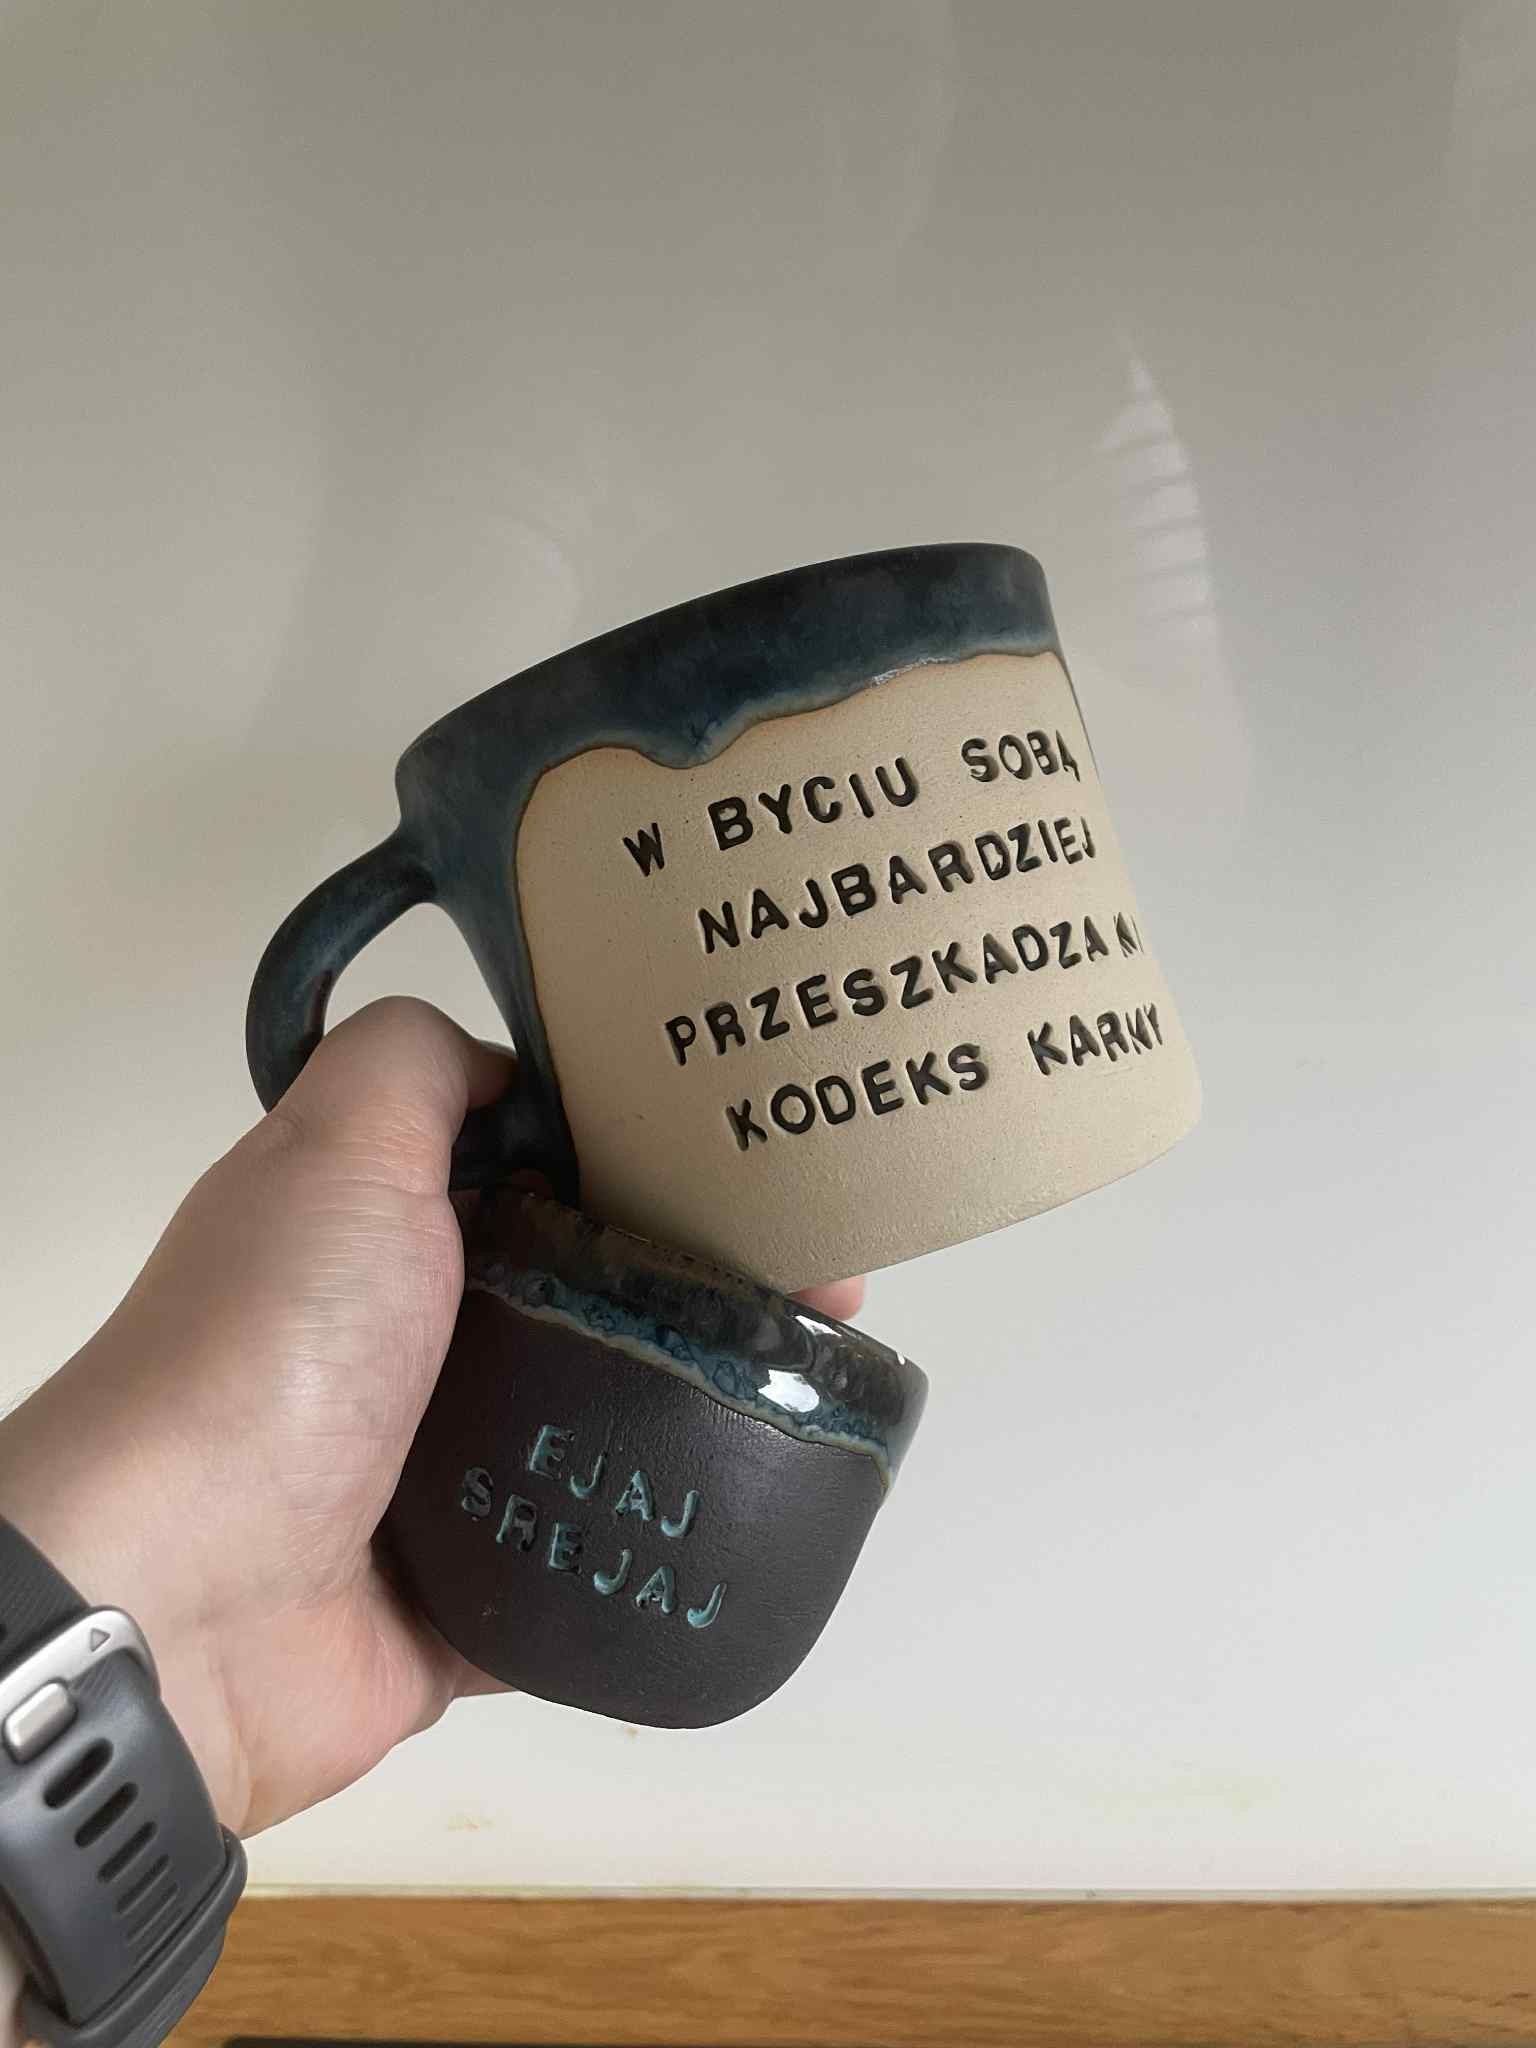 W BYCIU SOBĄ
NAJBARDZIEJ
PRZESZKADZA MI
KODEKS KARNY
EJAJ
SREJAJ